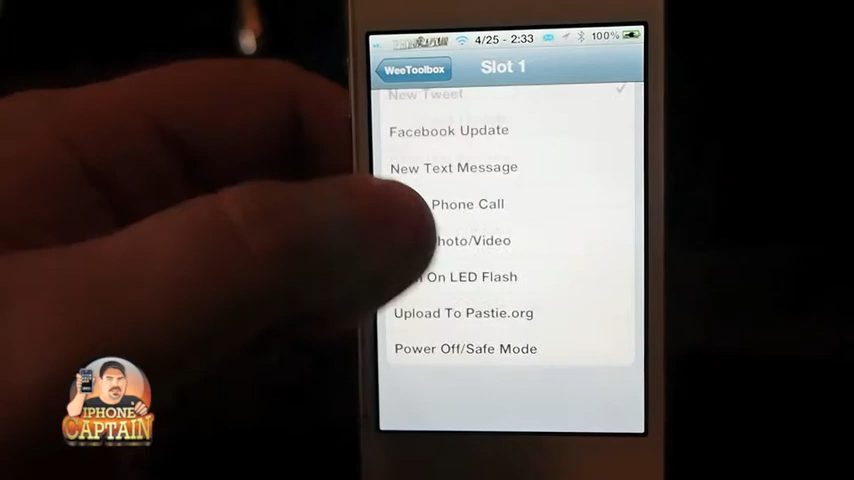 4/25 - 2:33
100%
WeeToolbox
Slot 1
New Tweet
Facebook Update
New Text Message
Phone Call
hoto/Video
On LED Flash
Upload To Pastie.org
Power Off/Safe Mode
IPHONE
CAPTAIN